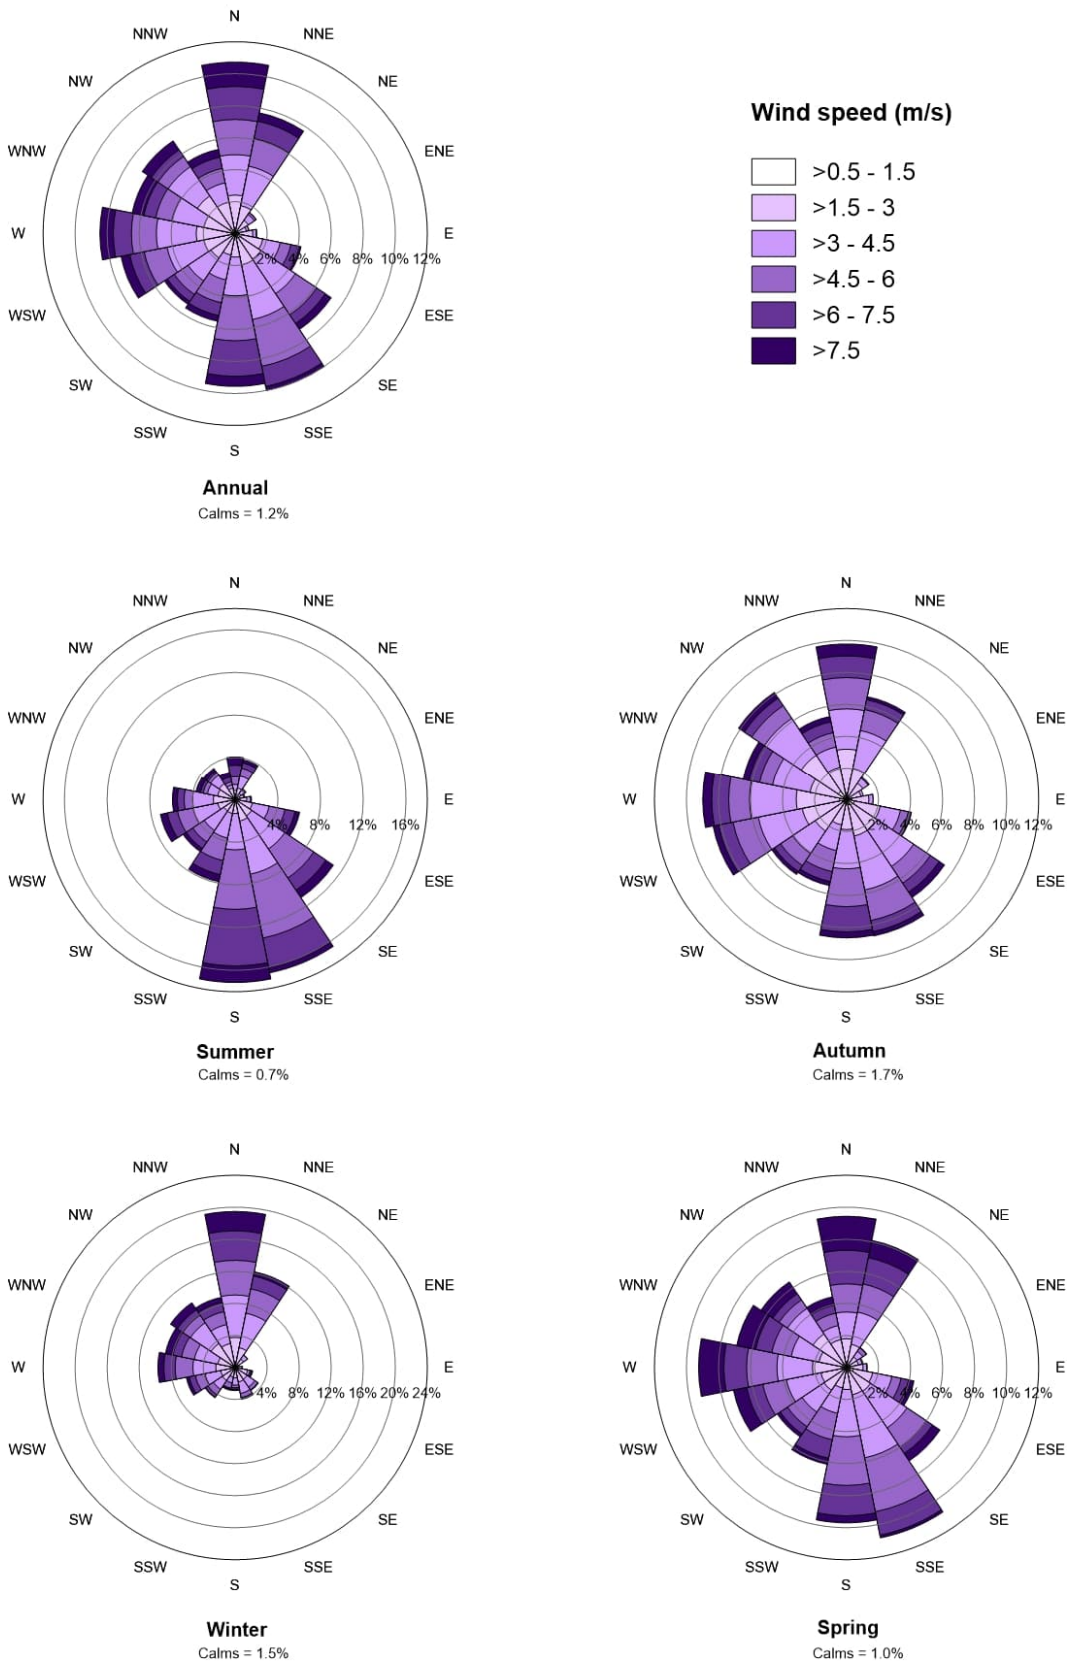 N
NNW NNE
NW NE
WNW ENE
W E
2% 4% 6% 8% 10% 12%
WSW ESE
SW SE
SSW SSE
S
Annual
Calms = 1.2%
Wind speed (m/s)
>0.5 - 1.5
>1.5 - 3
>3 - 4.5
>4.5 - 6
>6 - 7.5
>7.5
N
NNW NNE
NW NE
WNW ENE
W E
4% 8% 12% 16%
WSW ESE
SW SE
SSW SSE
S
Summer
Calms = 0.7%
N
NNW NNE
NW NE
WNW ENE
W E
2% 4% 6% 8% 10% 12%
WSW ESE
SW SE
SSW SSE
S
Autumn
Calms = 1.7%
N
NNW NNE
NW NE
WNW ENE
W E
4% 8% 12% 16% 20% 24%
WSW ESE
SW SE
SSW SSE
S
Winter
Calms = 1.5%
N
NNW NNE
NW NE
WNW ENE
W E
2% 4% 6% 8% 10% 12%
WSW ESE
SW SE
SSW SSE
S
Spring
Calms = 1.0%